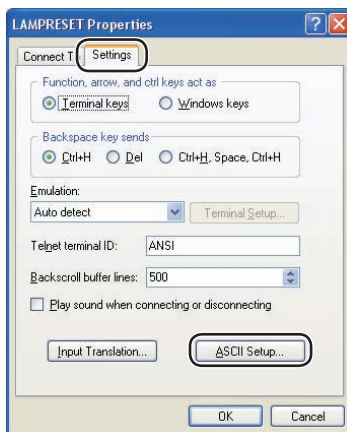 LAMPRESET Properties
Connect T Settings
Function, arrow, and ctrl keys act as
Terminal keys Windows keys
Backspace key sends
Ctrl+H Del Ctrl+H, Space, Ctrl+H
Emulation:
Auto detect Terminal Setup...
Telnet terminal ID: ANSI
Backscroll buffer lines: 500
Play sound when connecting or disconnecting
Input Translation... ASCII Setup...
OK Cancel